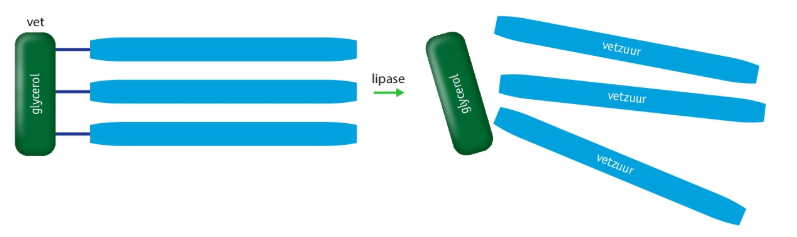 vet
glycerol
lipase
glycerol
vetzuur
vetzuur
vetzuur